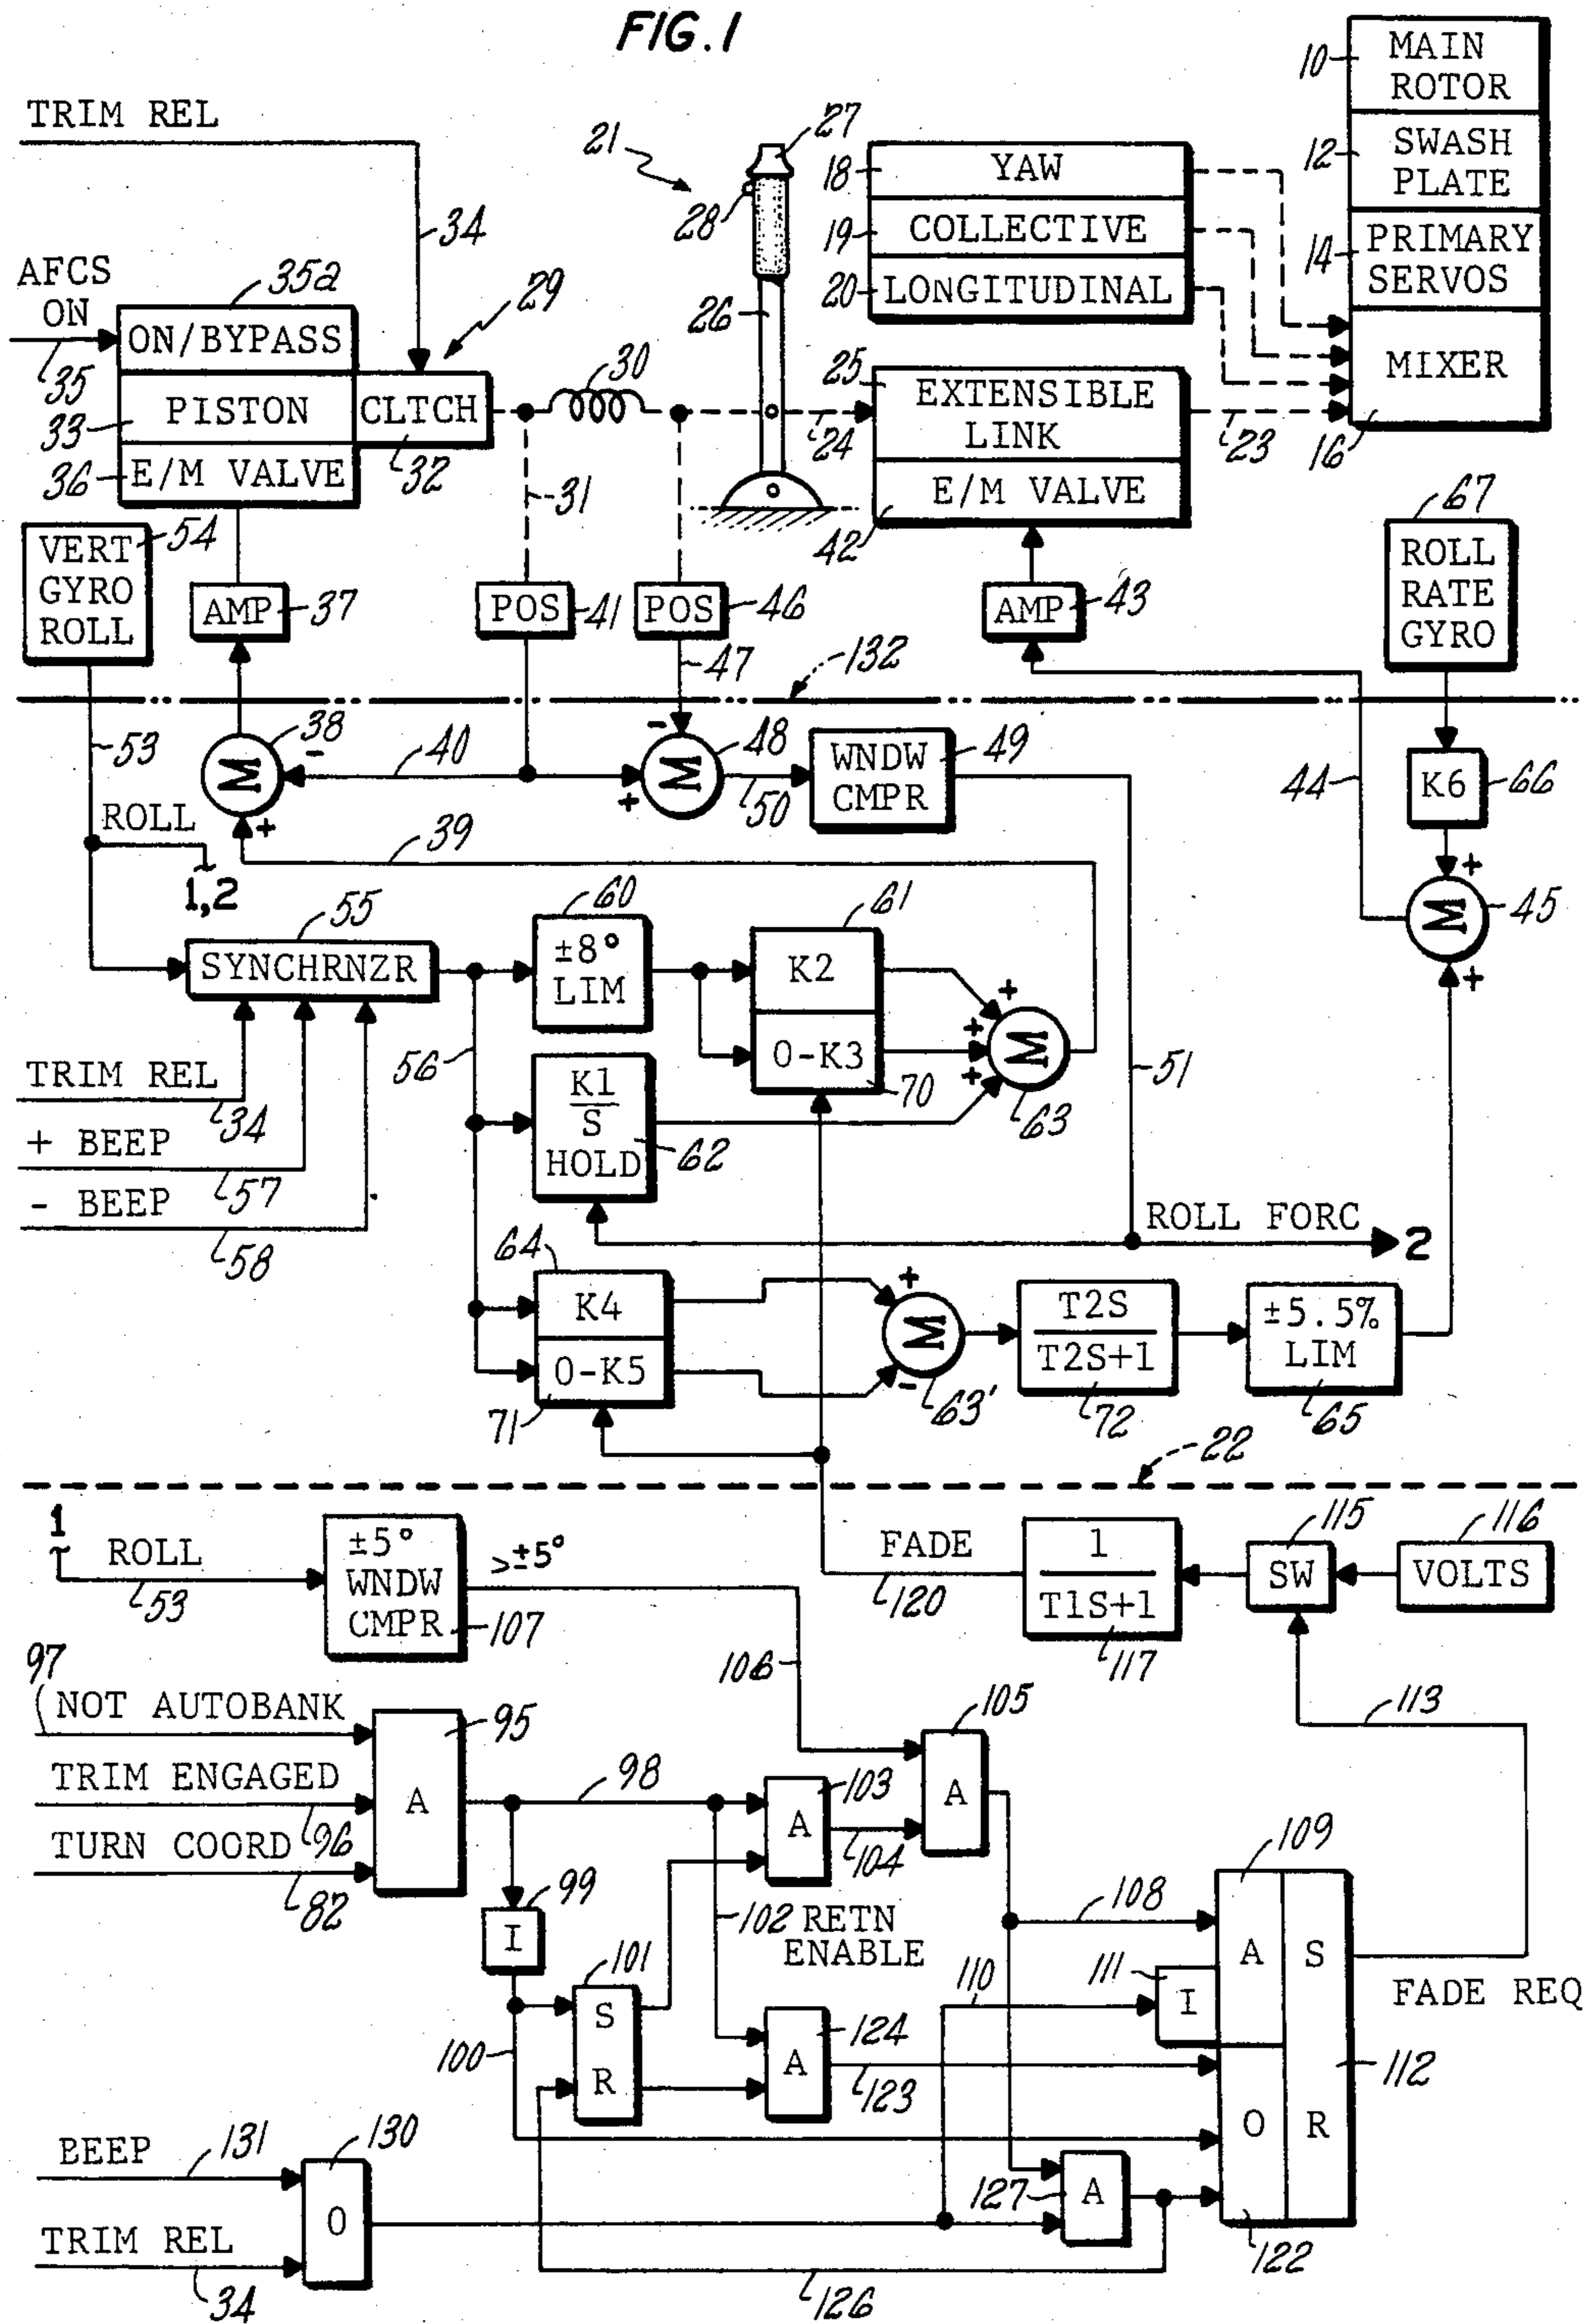 FIG. 1
TRIM REL
34
AFCS
ON
35
35a
ON/BYPASS
29
33
PISTON
CLTCH
32
36
E/M VALVE
30
31
21
27
28
26
18
YAW
19
COLLECTIVE
20
LONGITUDINAL
10
MAIN
ROTOR
12
SWASH
PLATE
14
PRIMARY
SERVOS
MIXER
16
25
EXTENSIBLE
LINK
24
23
E/M VALVE
42
VERT
GYRO
ROLL
54
AMP
37
POS
41
POS
46
47
AMP
43
67
ROLL
RATE
GYRO
132
53
M
38
-
+
40
-
+
M
48
50
WNDW
CMPR
49
44
K6
66
39
ROLL
1,2
+
M
45
+
55
SYNCHRNZR
60
±8°
LIM
61
K2
0-K3
70
+
+
+
M
63
51
56
TRIM REL
34
+ BEEP
57
- BEEP
58
K1
S
HOLD
62
ROLL FORC
2
64
K4
0-K5
71
+
-
M
63'
T2S
T2S+1
72
±5.5%
LIM
65
22
1
ROLL
53
±5°
WNDW
CMPR
107
>±5°
FADE
120
1
T1S+1
117
115
SW
116
VOLTS
106
113
97
NOT AUTOBANK
TRIM ENGAGED
96
TURN COORD
82
A
95
98
A
103
104
A
105
99
I
102 RETN
ENABLE
108
109
A
S
110
111
I
FADE REQ
101
S
R
100
A
124
123
112
O
R
BEEP
131
130
O
TRIM REL
34
127
A
126
122